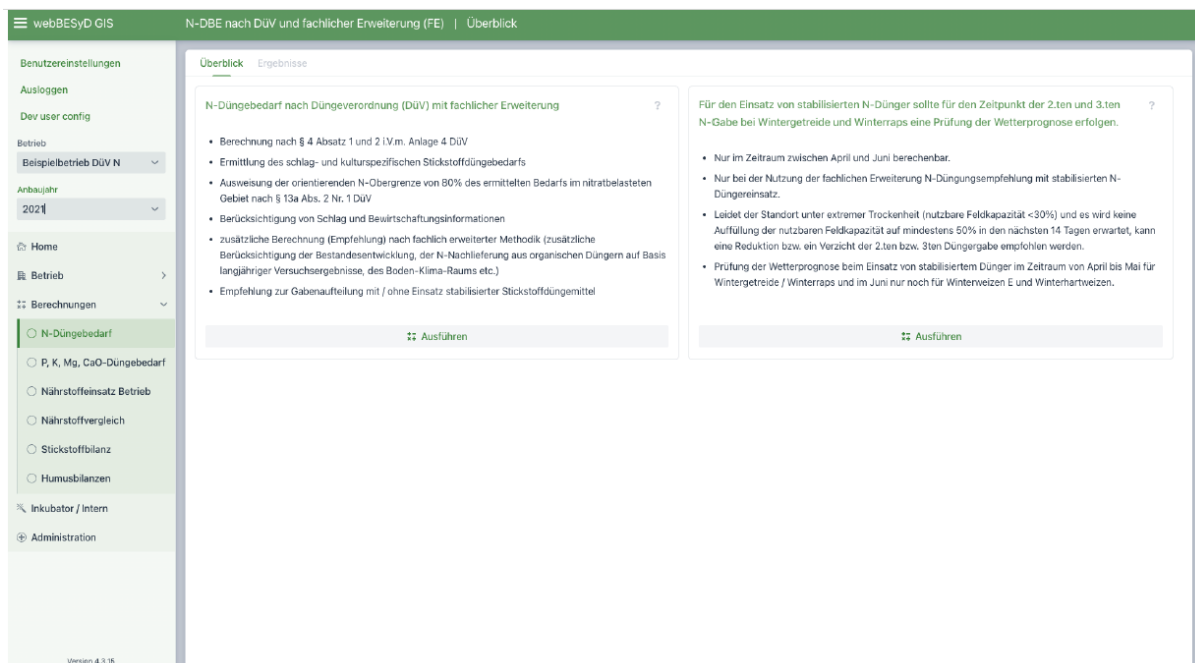 webBESyD GIS
N-DBE nach DüV und fachlicher Erweiterung (FE) | Überblick
Benutzereinstellungen
Ausloggen
Dev user config
Betrieb
Beispielbetrieb DüV N
Anbaujahr
2021
Home
Betrieb
Berechnungen
N-Düngebedarf
P, K, Mg, CaO-Düngebedarf
Nährstoffeinsatz Betrieb
Nährstoffvergleich
Stickstoffbilanz
Humusbilanzen
Inkubator / Intern
Administration
Version 4.3.15
Überblick Ergebnisse
N-Düngebedarf nach Düngeverordnung (DüV) mit fachlicher Erweiterung ?
• Berechnung nach § 4 Absatz 1 und 2 i.V.m. Anlage 4 DüV
• Ermittlung des schlag- und kulturspezifischen Stickstoffdüngebedarfs
• Ausweisung der orientierenden N-Obergrenze von 80% des ermittelten Bedarfs im nitratbelasteten
Gebiet nach § 13a Abs. 2 Nr. 1 DüV
• Berücksichtigung von Schlag und Bewirtschaftungsinformationen
• zusätzliche Berechnung (Empfehlung) nach fachlich erweiterter Methodik (zusätzliche
Berücksichtigung der Bestandesentwicklung, der N-Nachlieferung aus organischen Düngern auf Basis
langjähriger Versuchsergebnisse, des Boden-Klima-Raums etc.)
• Empfehlung zur Gabenaufteilung mit / ohne Einsatz stabilisierter Stickstoffdüngemittel
Ausführen
Für den Einsatz von stabilisierten N-Dünger sollte für den Zeitpunkt der 2.ten und 3.ten ?
N-Gabe bei Wintergetreide und Winterraps eine Prüfung der Wetterprognose erfolgen.
• Nur im Zeitraum zwischen April und Juni berechenbar.
• Nur bei der Nutzung der fachlichen Erweiterung N-Düngungsempfehlung mit stabilisierten N-
Düngereinsatz.
• Leidet der Standort unter extremer Trockenheit (nutzbare Feldkapazität <30%) und es wird keine
Auffüllung der nutzbaren Feldkapazität auf mindestens 50% in den nächsten 14 Tagen erwartet, kann
eine Reduktion bzw. ein Verzicht der 2.ten bzw. 3ten Düngergabe empfohlen werden.
• Prüfung der Wetterprognose beim Einsatz von stabilisiertem Dünger im Zeitraum von April bis Mai für
Wintergetreide / Winterraps und im Juni nur noch für Winterweizen E und Winterhartweizen.
Ausführen